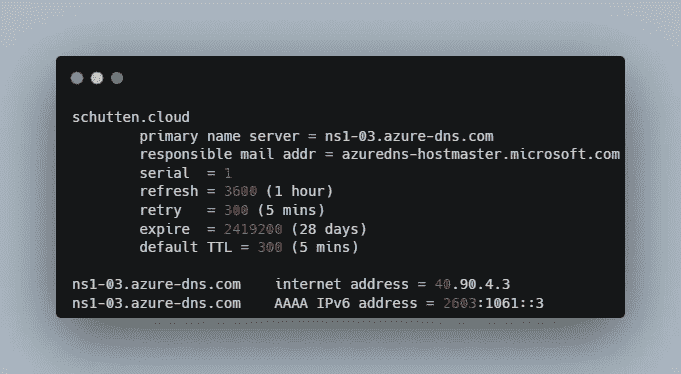 schutten.cloud
primary name server = ns1-03.azure-dns.com
responsible mail addr = azuredns-hostmaster.microsoft.com
serial  = 1
refresh = 3600 (1 hour)
retry   = 300 (5 mins)
expire  = 2419200 (28 days)
default TTL = 300 (5 mins)
ns1-03.azure-dns.com    internet address = 40.90.4.3
ns1-03.azure-dns.com    AAAA IPv6 address = 2603:1061::3